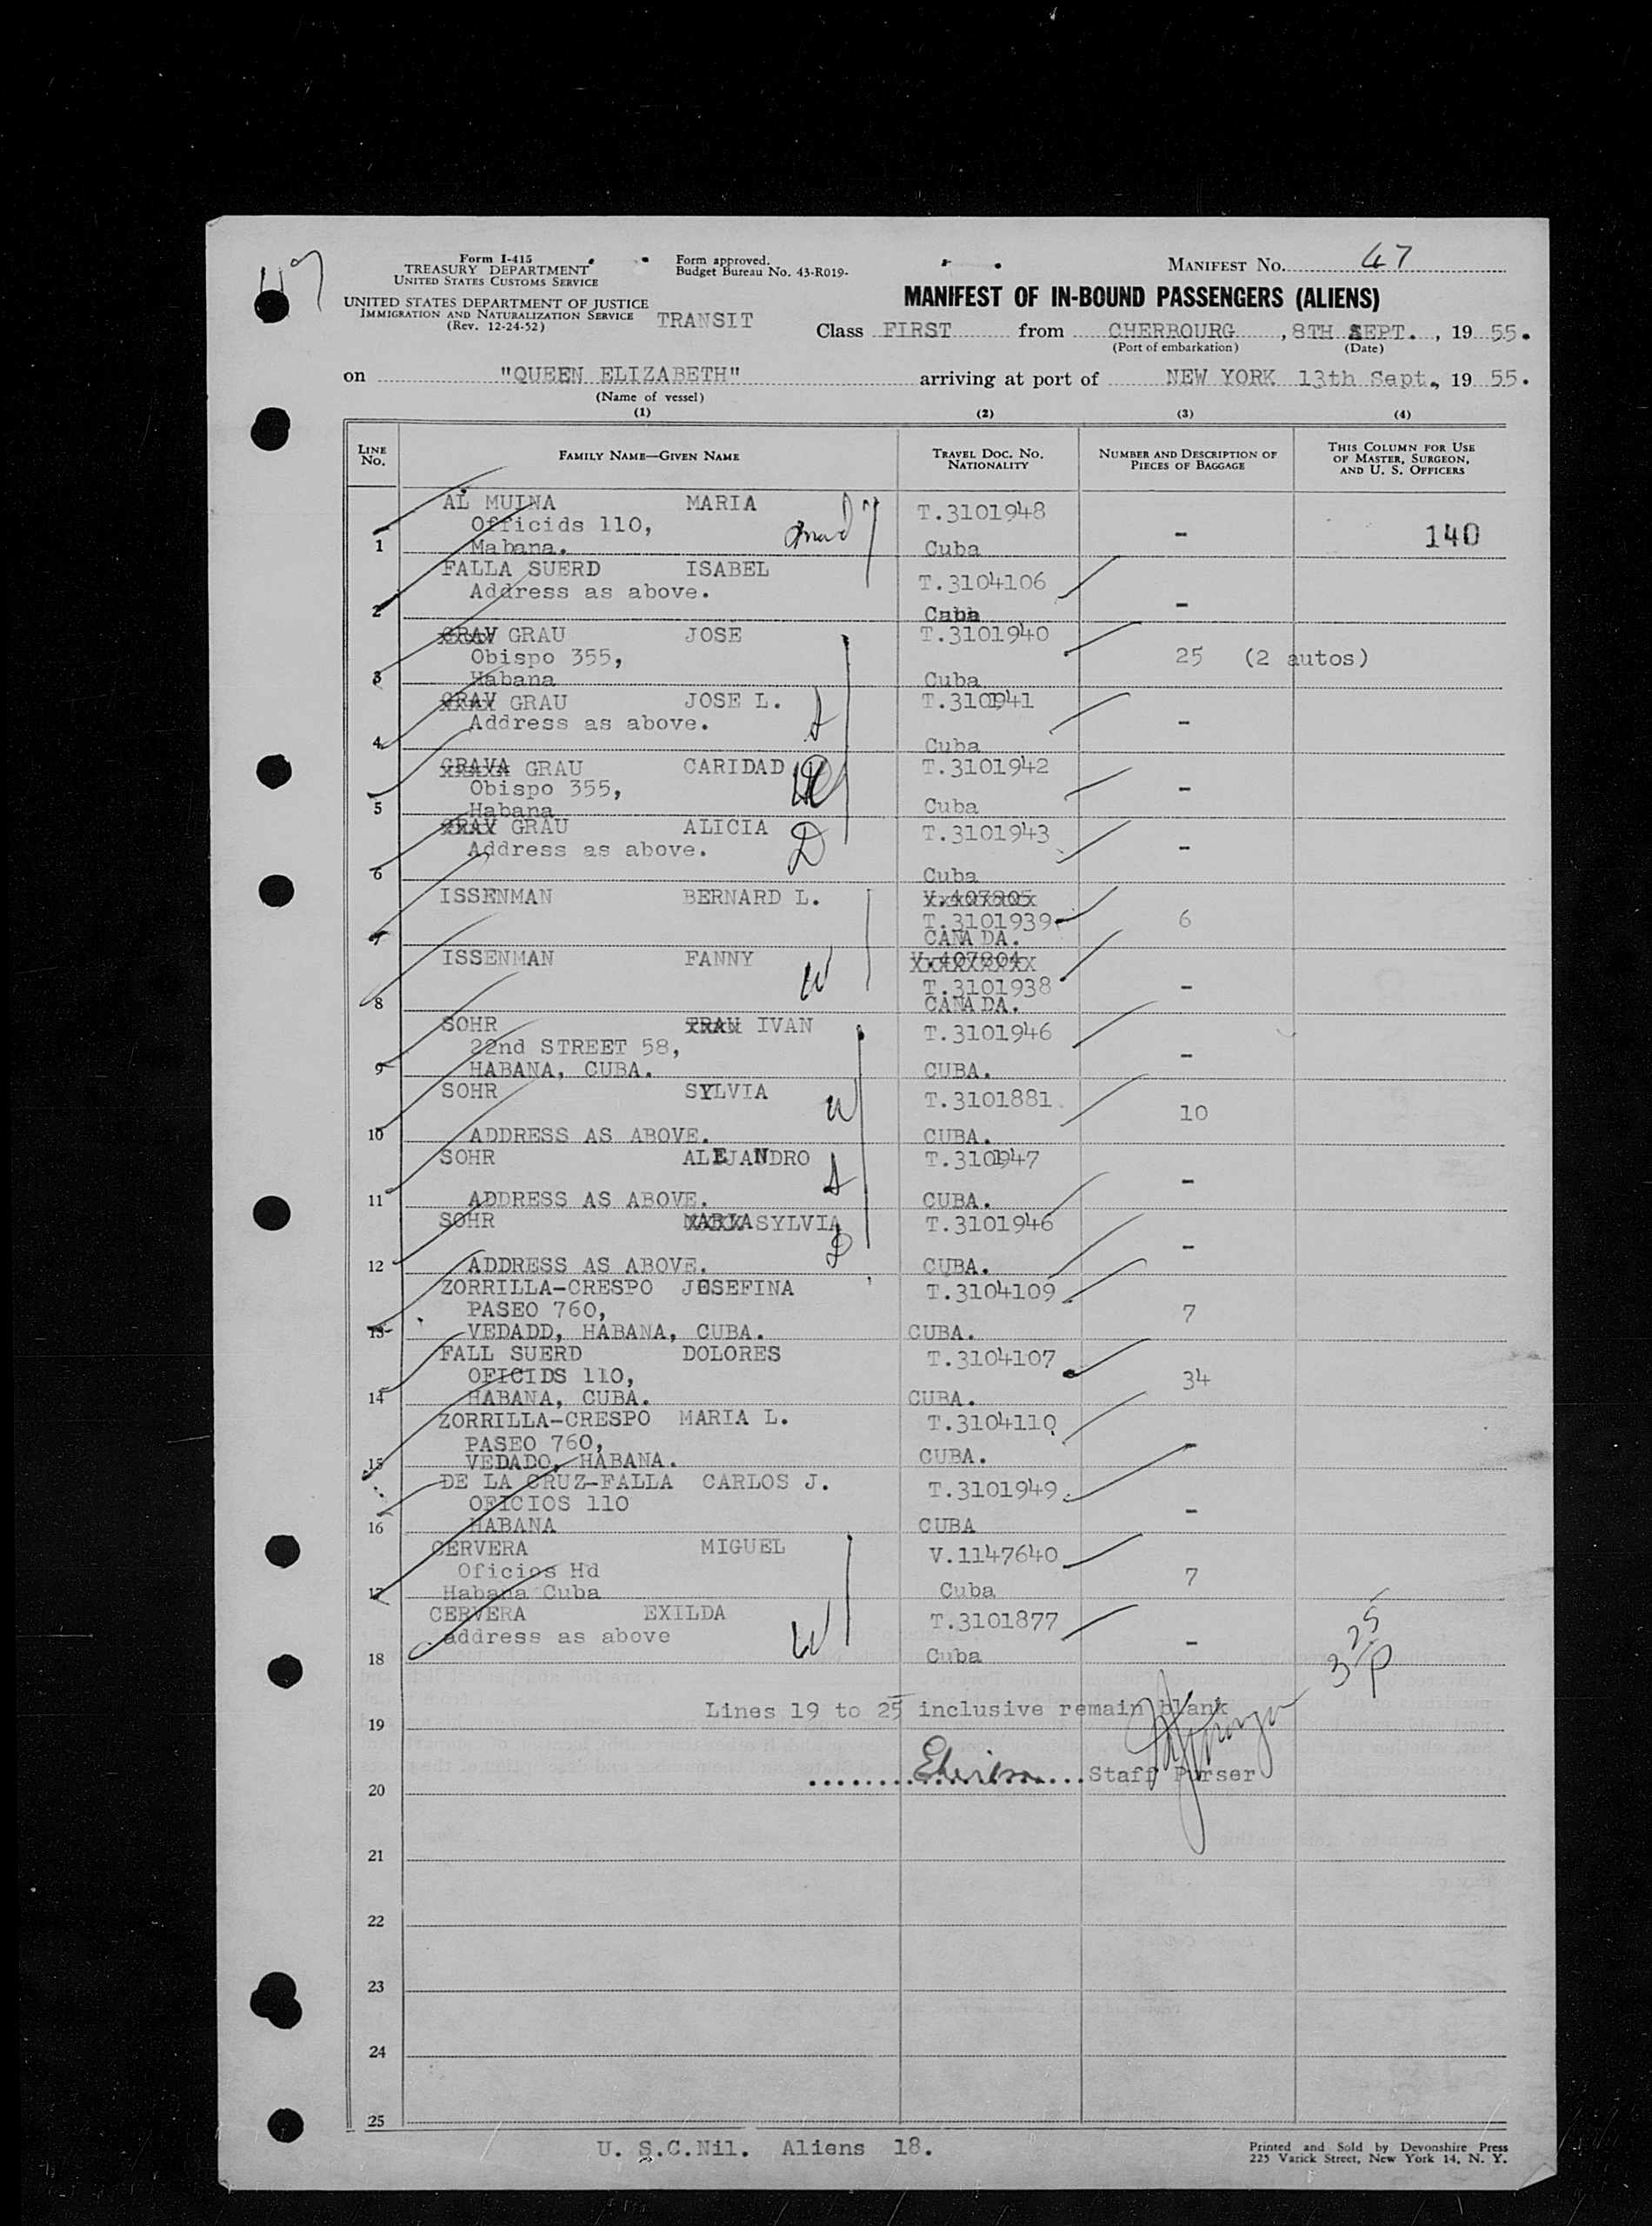 Form I-415
TREASURY DEPARTMENT
UNITED STATES CUSTOMS SERVICE
UNITED STATES DEPARTMENT OF JUSTICE
IMMIGRATION AND NATURALIZATION SERVICE
(Rev. 12-24-52)
TRANSIT
Form approved.
Budget Bureau No. 43-R019-
MANIFEST NO. 47
MANIFEST OF IN-BOUND PASSENGERS (ALIENS)
Class FIRST from CHERBOURG, 8TH SEPT., 19 55.
(Port of embarkation) (Date)
on "QUEEN ELIZABETH" arriving at port of NEW YORK 13th Sept., 19 55.
(Name of vessel)
(1) (2) (3) (4)
LINE NO. FAMILY NAME—GIVEN NAME TRAVEL DOC. NO. NATIONALITY NUMBER AND DESCRIPTION OF PIECES OF BAGGAGE THIS COLUMN FOR USE OF MASTER, SURGEON, AND U. S. OFFICERS
AL MUINA MARIA T.3101948
Officids 110,
1 Mabana. Cuba - 140
FALLA SUERD ISABEL T.3104106
Address as above.
2 Cuba -
GRAV GRAU JOSE T.3101940
Obispo 355, 25 (2 autos)
3 Habana Cuba
GRAV GRAU JOSE L. T.3101941
Address as above. -
4 Cuba
GRAVA GRAU CARIDAD T.3101942
Obispo 355, -
5 Habana Cuba
GRAV GRAU ALICIA D T.3101943
Address as above. -
6 Cuba
ISSENMAN BERNARD L. V.407805
T.3101939 6
7 CANADA.
ISSENMAN FANNY W V.407804
T.3101938 -
8 CANADA.
SOHR IVAN T.3101946
22nd STREET 58, -
9 HABANA, CUBA. CUBA.
SOHR SYLVIA W T.3101881
10
10 ADDRESS AS ABOVE. CUBA.
SOHR ALEJANDRO T.3101947
-
11 ADDRESS AS ABOVE. CUBA.
SOHR MARIA SYLVIA D T.3101946
-
12 ADDRESS AS ABOVE. CUBA.
ZORRILLA-CRESPO JOSEFINA T.3104109
PASEO 760, 7
13 VEDADD, HABANA, CUBA. CUBA.
FALL SUERD DOLORES T.3104107
OFICIDS 110, 34
14 HABANA, CUBA. CUBA.
ZORRILLA-CRESPO MARIA L. T.3104110
PASEO 760, -
15 VEDADO, HABANA. CUBA.
DE LA CRUZ-FALLA CARLOS J. T.3101949
OFICIOS 110 -
16 HABANA CUBA
CERVERA MIGUEL V.1147640
Oficios Hd 7
17 Habana Cuba Cuba
CERVERA EXILDA W T.3101877
address as above -
18 Cuba
325
P
Lines 19 to 25 inclusive remain blank
19
Staff Purser
20
21
22
23
24
25
U. S.C.Nil. Aliens 18.
Printed and Sold by Devonshire Press
225 Varick Street, New York 14, N. Y.